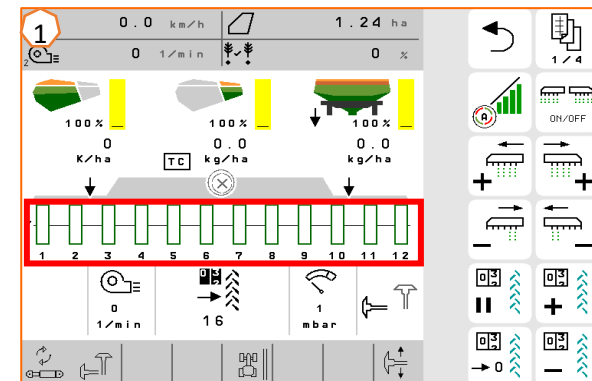 1
0.0 km/h
1.24 ha
1/4
2
0 1/min
0 %
A
ON/OFF
100%
100%
100%
0
0.0
0.0
K/ha
TC
kg/ha
kg/ha
1 2 3 4 5 6 7 8 9 10 11 12
0
1/min
16
1
mbar
0